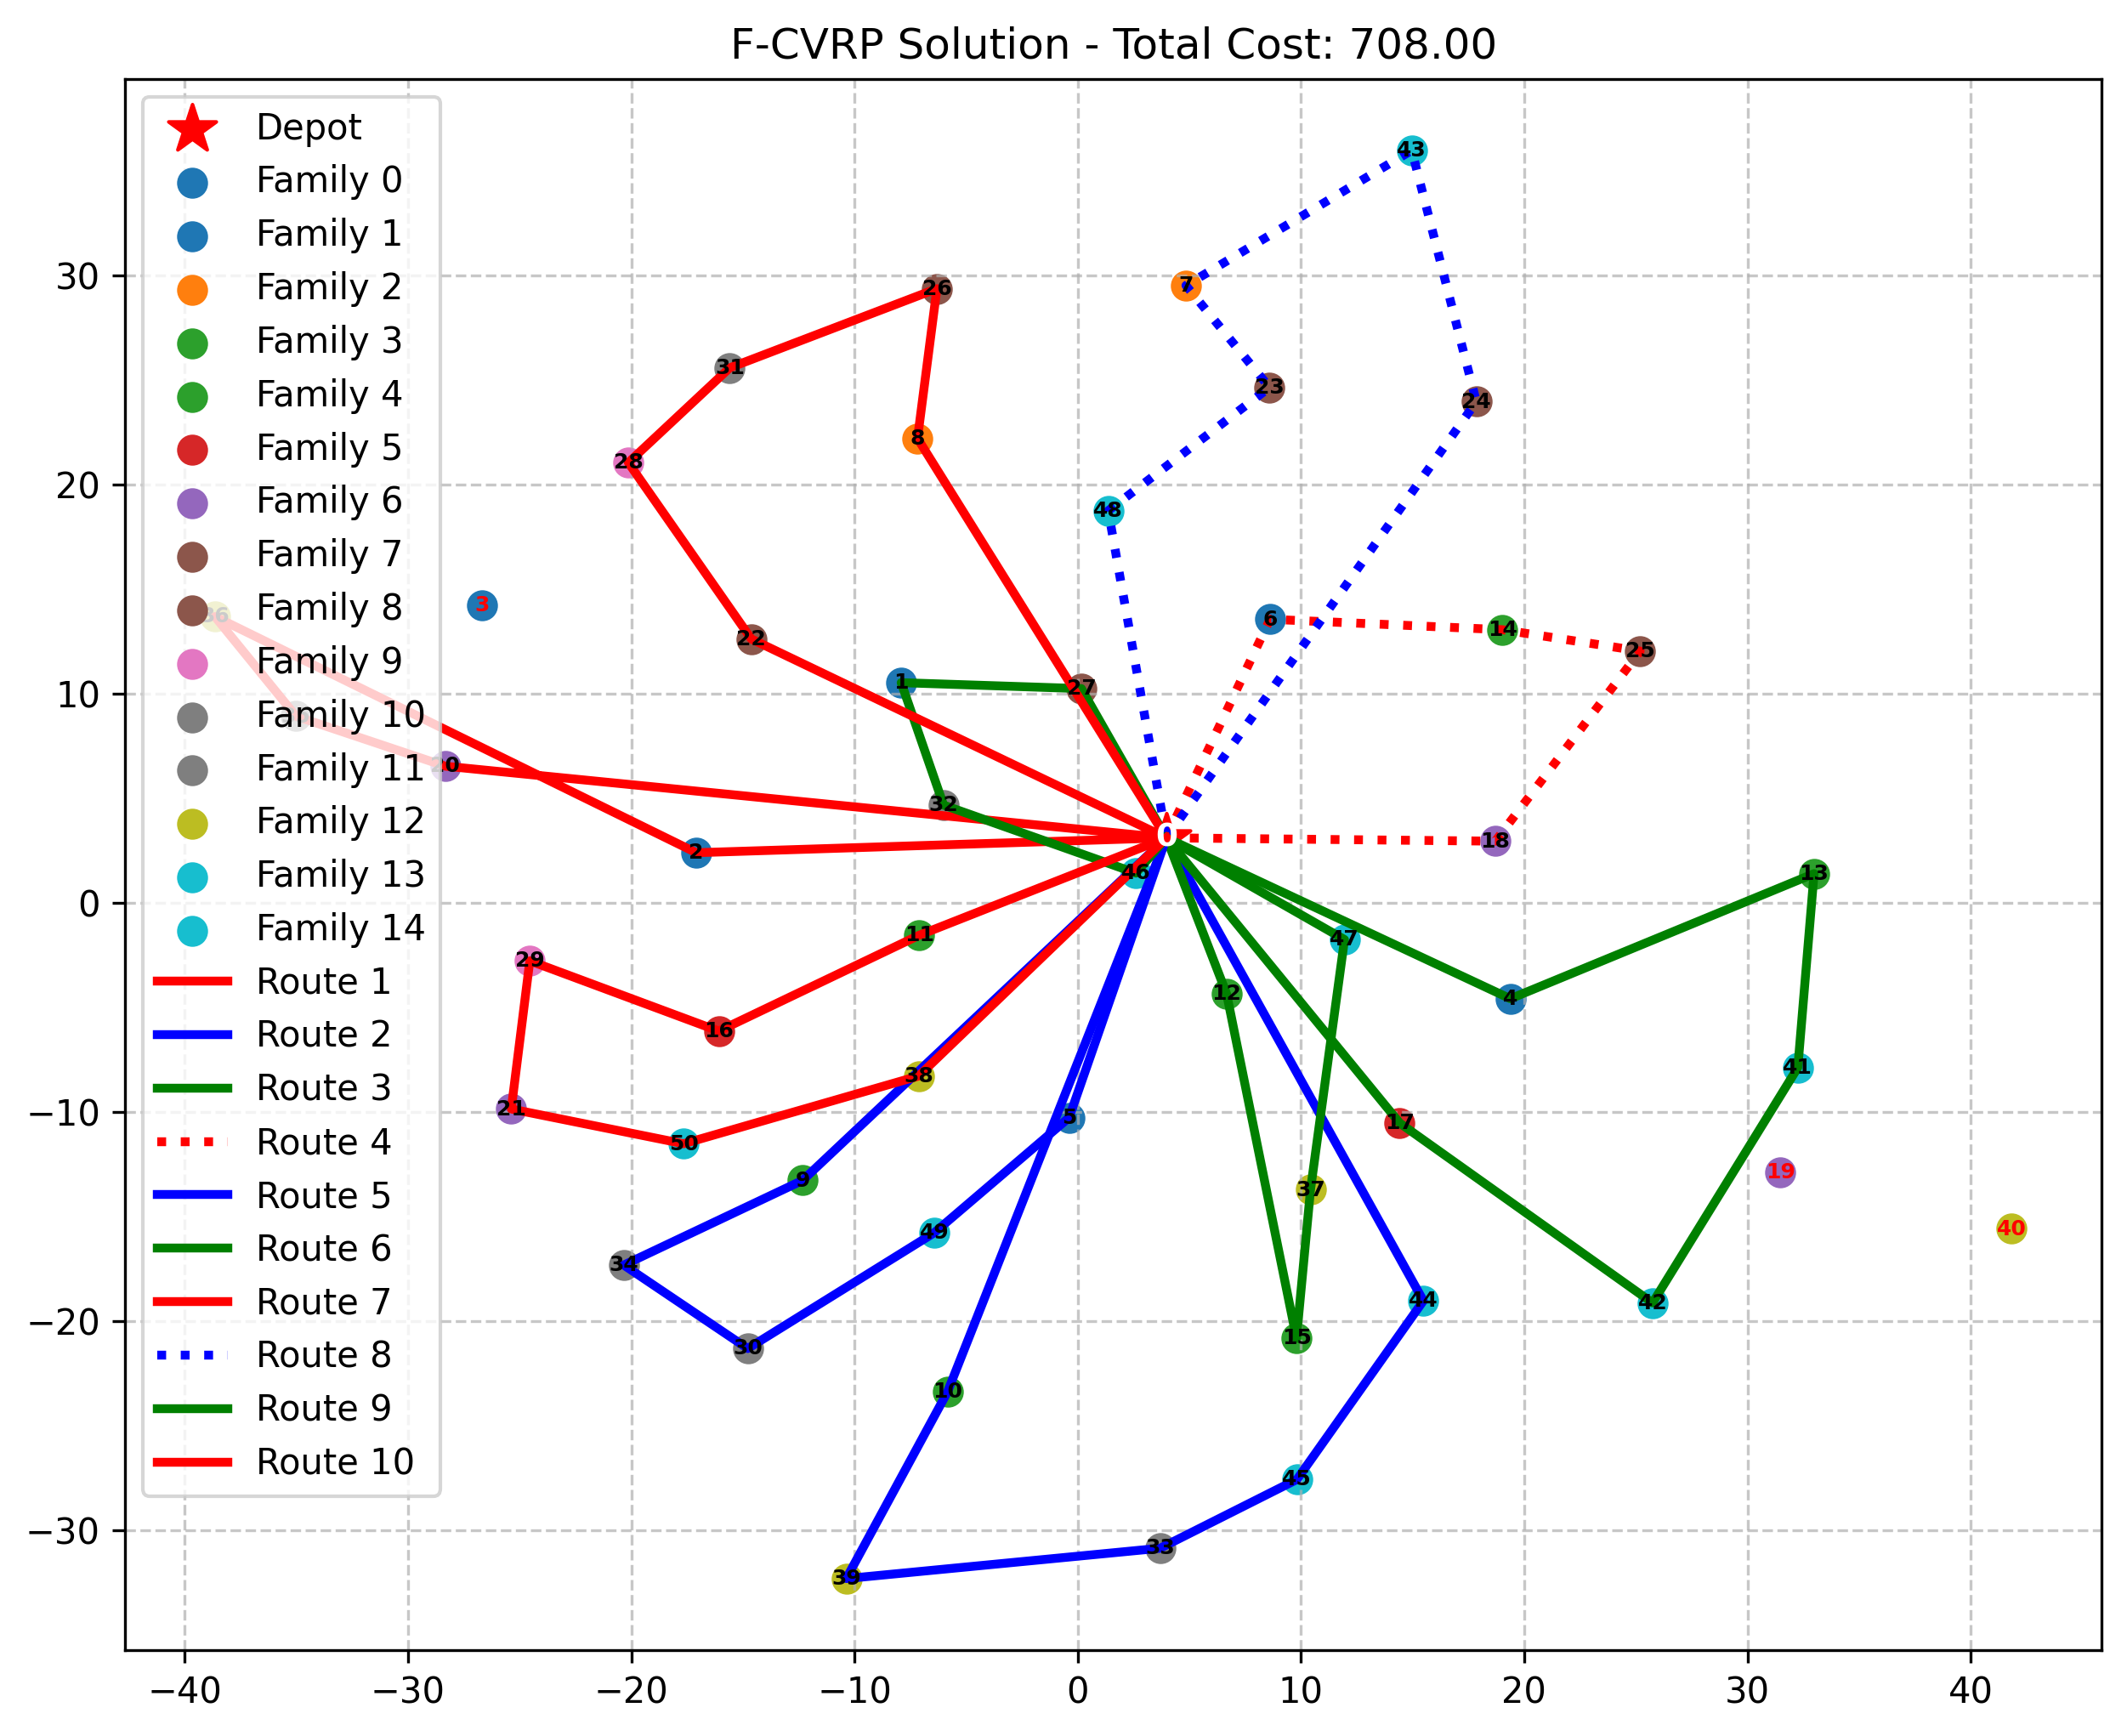 F-CVRP Solution - Total Cost: 708.00
Depot
Family 0
Family 1
Family 2
Family 3
Family 4
Family 5
Family 6
Family 7
Family 8
Family 9
Family 10
Family 11
Family 12
Family 13
Family 14
Route 1
Route 2
Route 3
Route 4
Route 5
Route 6
Route 7
Route 8
Route 9
Route 10
30
20
10
0
−10
−20
−30
−40
−30
−20
−10
0
10
20
30
40
43
26
7
31
23
24
8
28
48
3
36
6
14
22
25
1
27
20
32
0
18
2
46
13
11
47
29
12
4
16
41
38
21
5
17
50
9
19
37
49
40
34
44
42
30
15
10
45
33
39